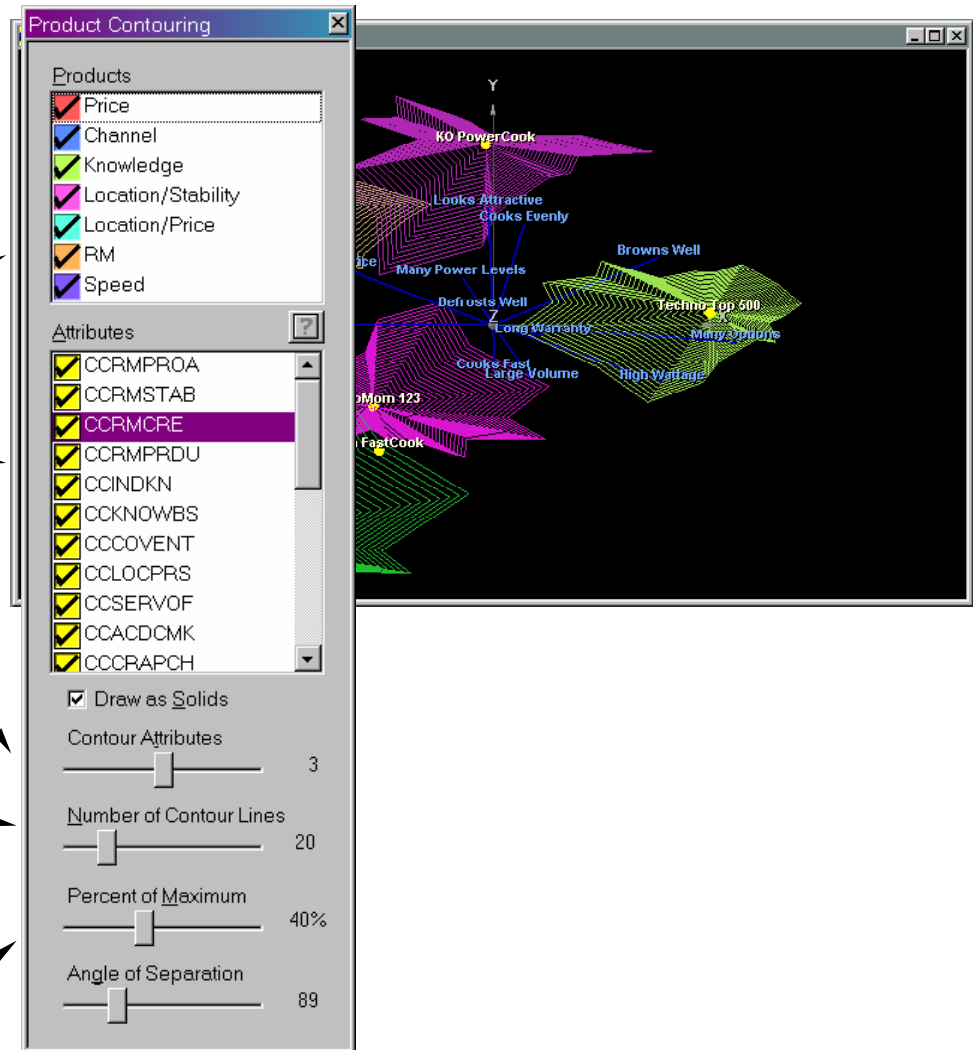 Product Contouring
Products
Price
Channel
Knowledge
Location/Stability
Location/Price
RM
Speed
Attributes
?
CCRMPROA
CCRMSTAB
CCRMCRE
CCRMPRDU
CCINDKN
CCKNOWBS
CCCOVENT
CCLOCPRS
CCSERVOF
CCACDCMK
CCCRAPCH
Draw as Solids
Contour Attributes
3
Number of Contour Lines
20
Percent of Maximum
40%
Angle of Separation
89
Y
KO PowerCook
Looks Attractive
Cooks Evenly
Browns Well
Many Power Levels
Defrosts Well
Techno Top 500
Z
X
Long Warranty
Many Options
Cooks Fast
Large Volume
High Wattage
123
FastCook